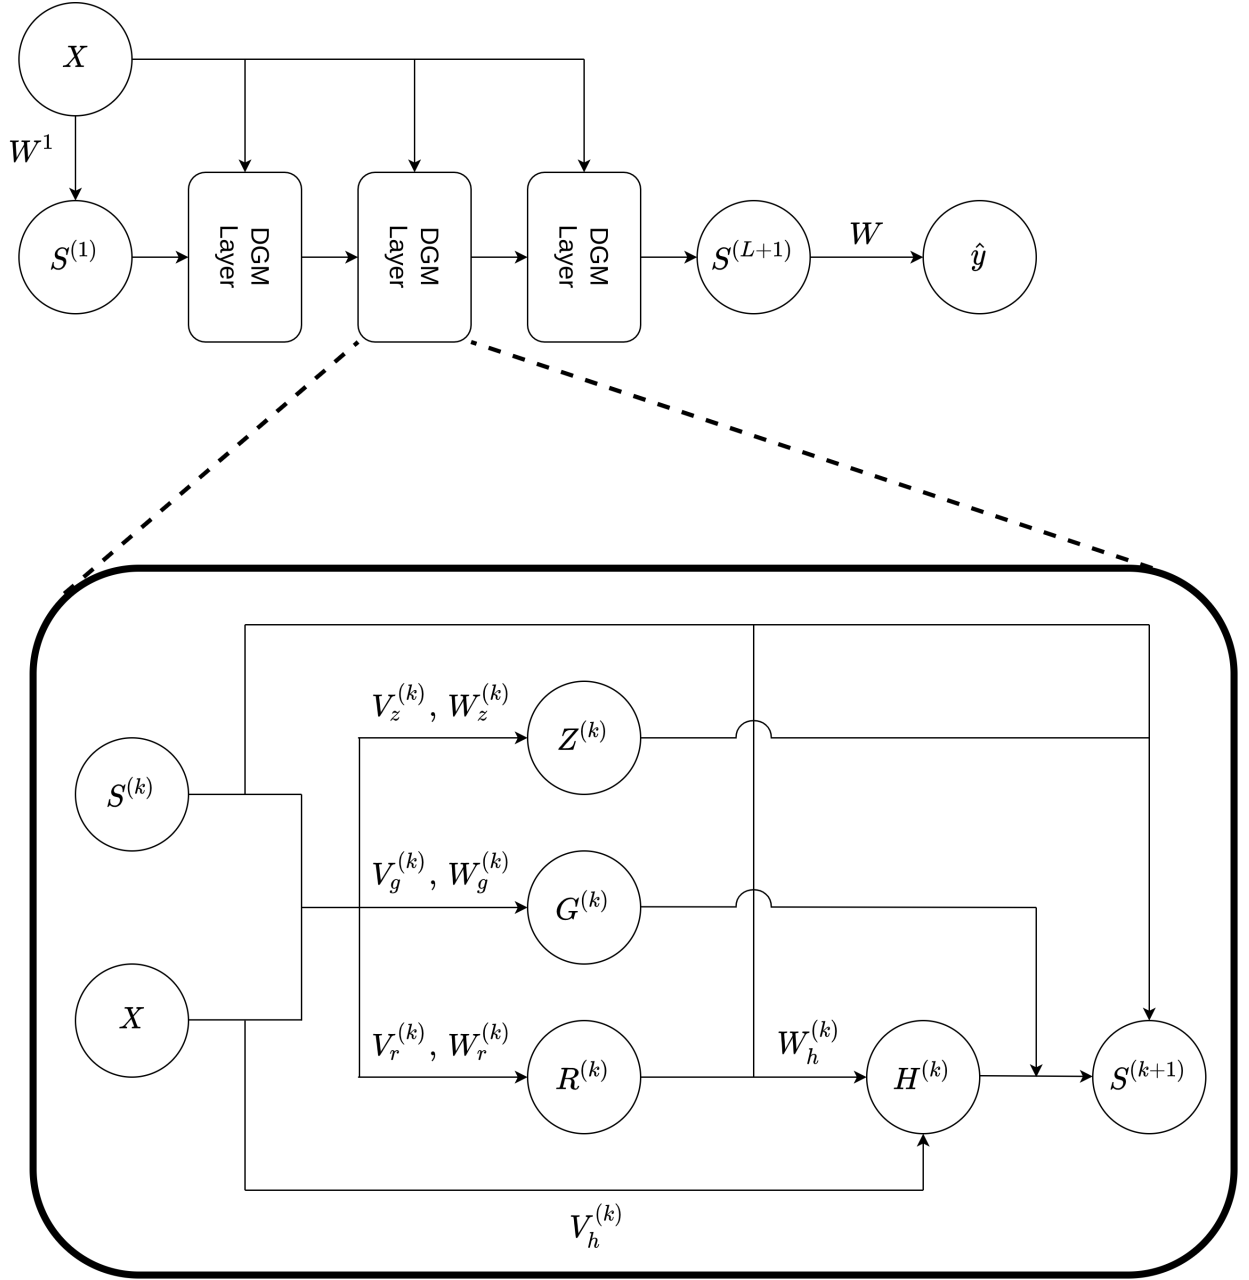 X
W^1
S^{(1)}
DGM
Layer
DGM
Layer
DGM
Layer
S^{(L+1)}
W
ŷ
V_z^{(k)}, W_z^{(k)}
Z^{(k)}
S^{(k)}
V_g^{(k)}, W_g^{(k)}
G^{(k)}
X
V_r^{(k)}, W_r^{(k)}
R^{(k)}
W_h^{(k)}
H^{(k)}
S^{(k+1)}
V_h^{(k)}